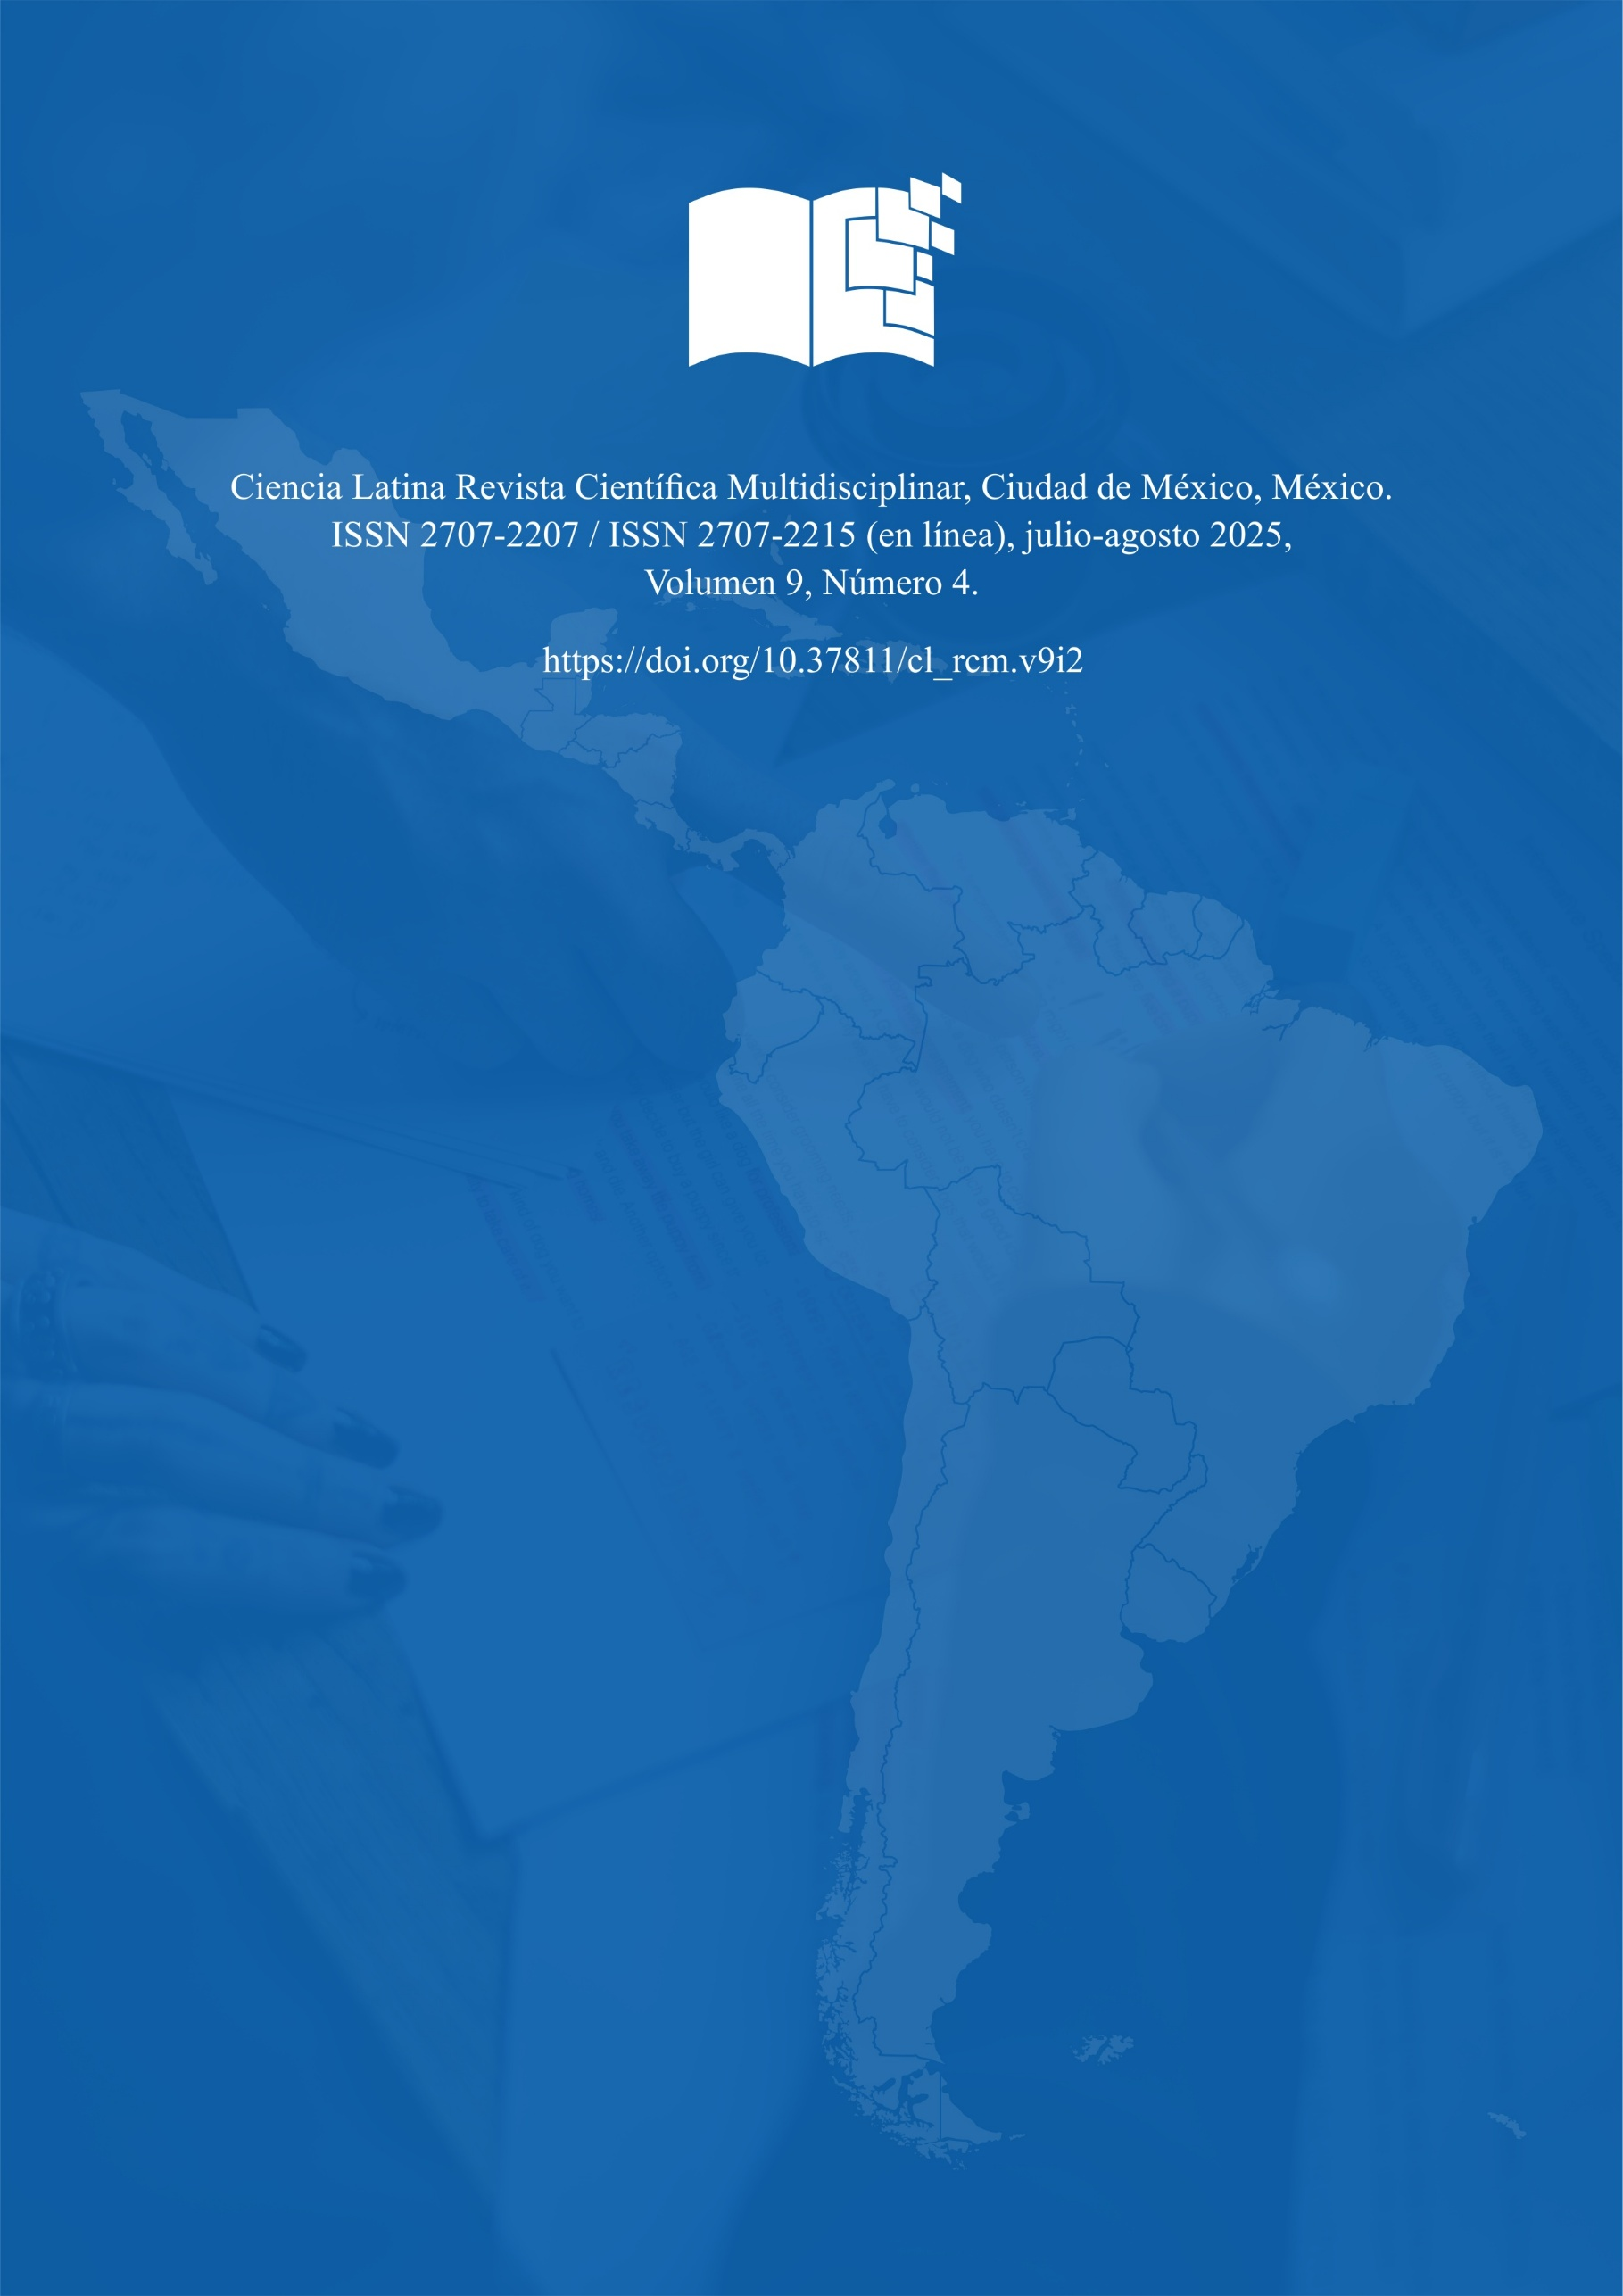 Ciencia Latina Revista Científica Multidisciplinar, Ciudad de México, México.
ISSN 2707-2207 / ISSN 2707-2215 (en línea), julio-agosto 2025,
Volumen 9, Número 4.
https://doi.org/10.37811/cl_rcm.v9i2